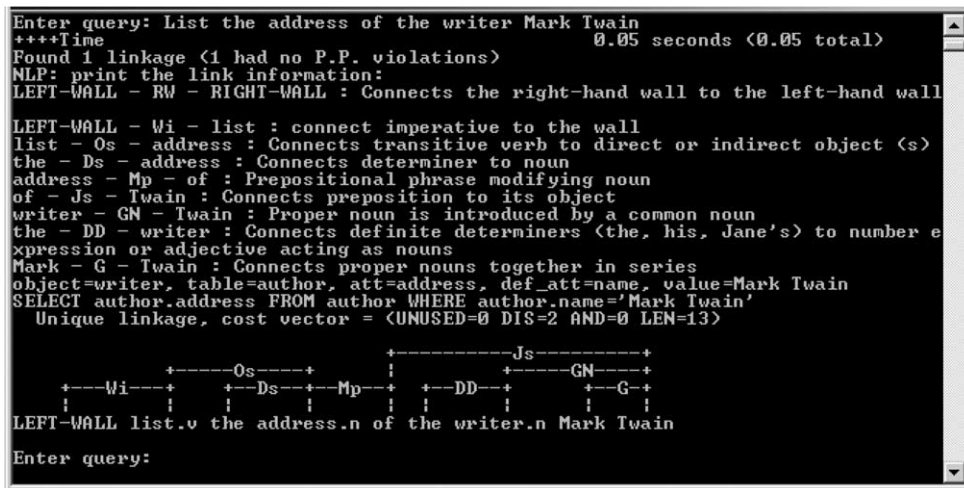 Enter query: List the address of the writer Mark Twain
++++Time                                          0.05 seconds (0.05 total)
Found 1 linkage (1 had no P.P. violations)
NLP: print the link information:
LEFT-WALL - RW - RIGHT-WALL : Connects the right-hand wall to the left-hand wall
LEFT-WALL - Wi - list : connect imperative to the wall
list - Os - address : Connects transitive verb to direct or indirect object (s)
the - Ds - address : Connects determiner to noun
address - Mp - of : Prepositional phrase modifying noun
of - Js - Twain : Connects preposition to its object
writer - GN - Twain : Proper noun is introduced by a common noun
the - DD - writer : Connects definite determiners (the, his, Jane's) to number e
xpression or adjective acting as nouns
Mark - G - Twain : Connects proper nouns together in series
object=writer, table=author, att=address, def_att=name, value=Mark Twain
SELECT author.address FROM author WHERE author.name='Mark Twain'
  Unique linkage, cost vector = (UNUSED=0 DIS=2 AND=0 LEN=13)
                                       +----------Js----------+
                +-----Os-----+         |          +-----GN----+
     +---Wi---+     +--Ds--+--Mp--+  +--DD--+       +--G-+
     |        |     |      |      |  |      |       |    |
LEFT-WALL list.v the address.n of the writer.n Mark Twain
Enter query: